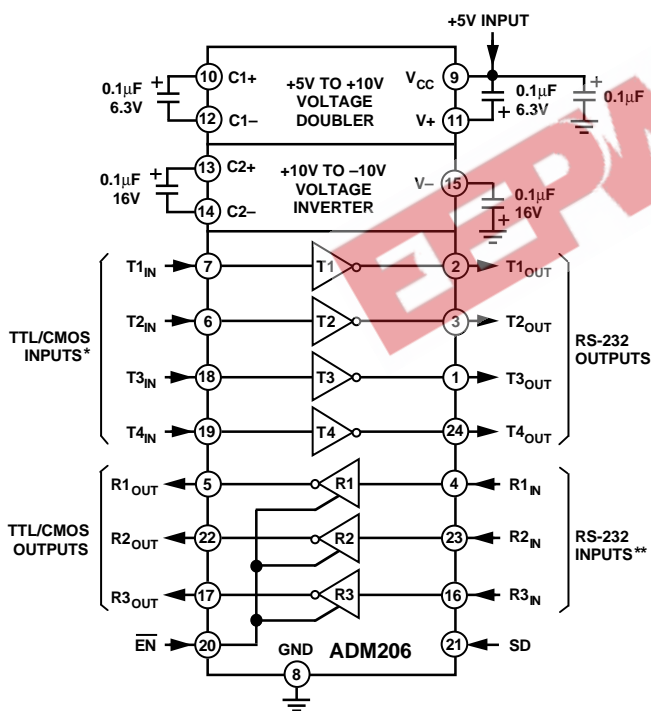 +5V INPUT
10 C1+ +5V TO +10V VOLTAGE DOUBLER VCC 9
0.1µF 6.3V
12 C1– V+ 11
0.1µF 6.3V
0.1µF
13 C2+ +10V TO –10V VOLTAGE INVERTER V– 15
0.1µF 16V
14 C2–
0.1µF 16V
T1IN 7 T1 2 T1OUT
T2IN 6 T2 3 T2OUT
TTL/CMOS INPUTS*
RS-232 OUTPUTS
T3IN 18 T3 1 T3OUT
T4IN 19 T4 24 T4OUT
R1OUT 5 R1 4 R1IN
R2OUT 22 R2 23 R2IN
TTL/CMOS OUTPUTS
RS-232 INPUTS**
R3OUT 17 R3 16 R3IN
EN 20 GND ADM206 21 SD
8